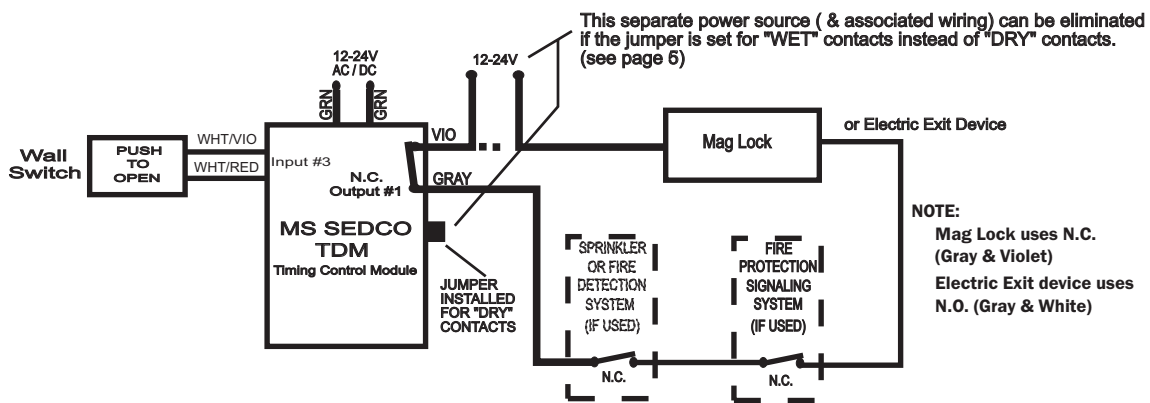 This separate power source ( & associated wiring) can be eliminated
if the jumper is set for "WET" contacts instead of "DRY" contacts.
(see page 5)
12-24V
AC / DC
GRN
GRN
12-24V
Wall
Switch
PUSH
TO
OPEN
WHT/VIO
WHT/RED
Input #3
N.C.
Output #1
VIO
GRAY
MS SEDCO
TDM
Timing Control Module
JUMPER
INSTALLED
FOR "DRY"
CONTACTS
Mag Lock
or Electric Exit Device
SPRINKLER
OR FIRE
DETECTION
SYSTEM
(IF USED)
N.C.
FIRE
PROTECTION
SIGNALING
SYSTEM
(IF USED)
N.C.
NOTE:
Mag Lock uses N.C.
(Gray & Violet)
Electric Exit device uses
N.O. (Gray & White)